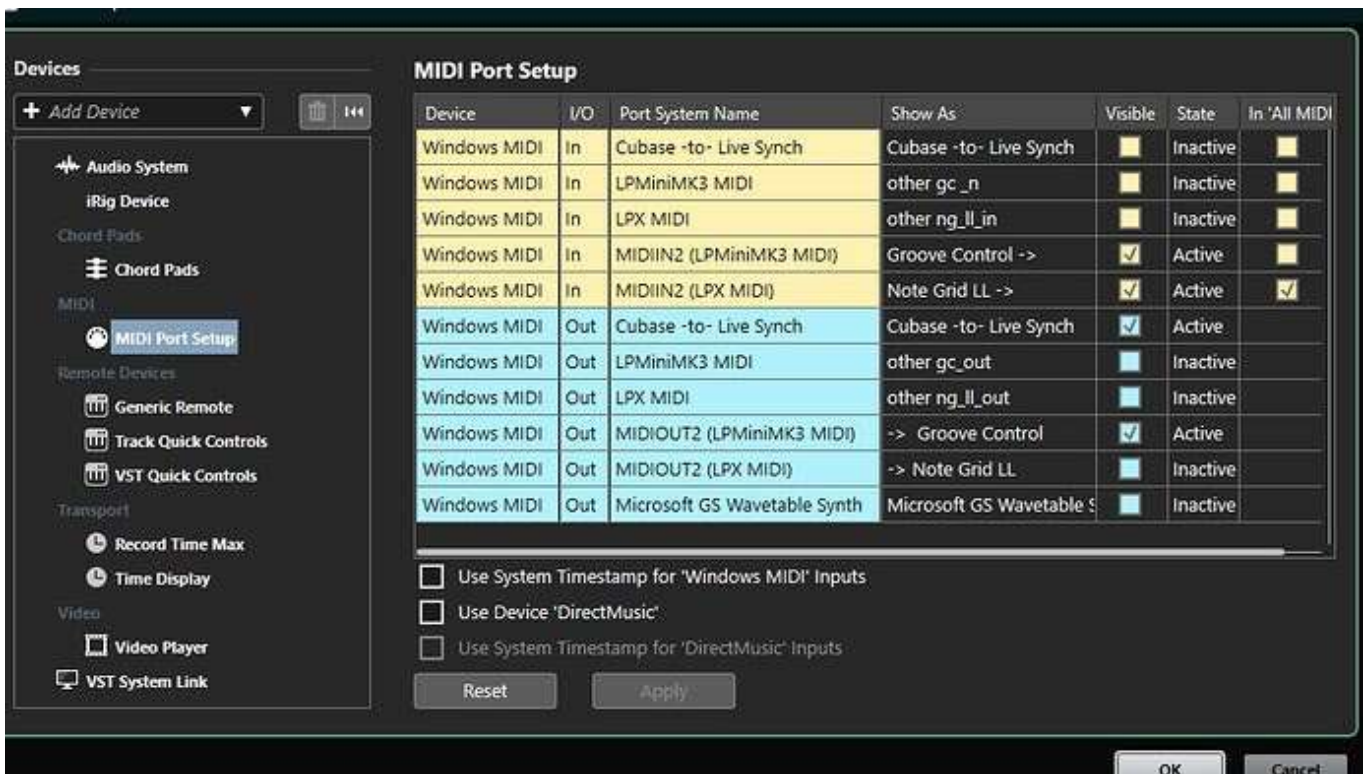 Devices
+ Add Device
Audio System
iRig Device
Chord Pads
Chord Pads
MIDI
MIDI Port Setup
Remote Devices
Generic Remote
Track Quick Controls
VST Quick Controls
Transport
Record Time Max
Time Display
Video
Video Player
VST System Link
MIDI Port Setup
Device I/O Port System Name Show As Visible State In 'All MIDI
Windows MIDI In Cubase -to- Live Synch Cubase -to- Live Synch Inactive
Windows MIDI In LPMiniMK3 MIDI other gc _n Inactive
Windows MIDI In LPX MIDI other ng_ll_in Inactive
Windows MIDI In MIDIIN2 (LPMiniMK3 MIDI) Groove Control -> Active
Windows MIDI In MIDIIN2 (LPX MIDI) Note Grid LL -> Active
Windows MIDI Out Cubase -to- Live Synch Cubase -to- Live Synch Active
Windows MIDI Out LPMiniMK3 MIDI other gc_out Inactive
Windows MIDI Out LPX MIDI other ng_ll_out Inactive
Windows MIDI Out MIDIOUT2 (LPMiniMK3 MIDI) -> Groove Control Active
Windows MIDI Out MIDIOUT2 (LPX MIDI) -> Note Grid LL Inactive
Windows MIDI Out Microsoft GS Wavetable Synth Microsoft GS Wavetable S Inactive
Use System Timestamp for 'Windows MIDI' Inputs
Use Device 'DirectMusic'
Use System Timestamp for 'DirectMusic' Inputs
Reset Apply
OK Cancel